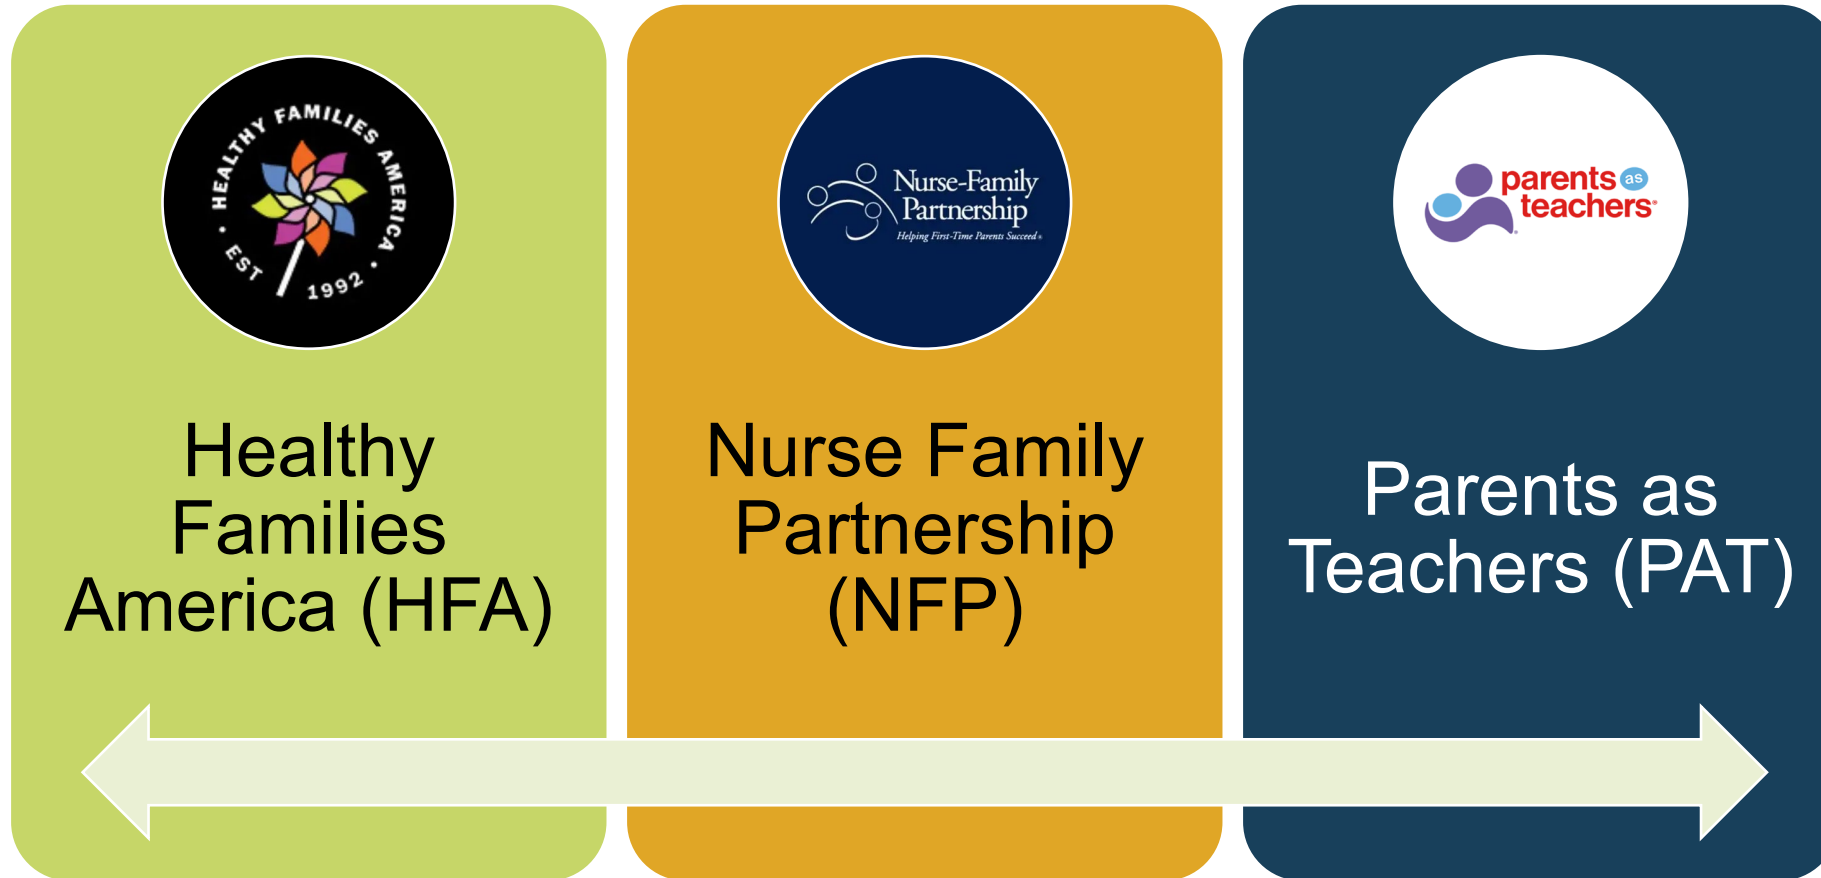 HEALTHY FAMILIES AMERICA
• EST 1992 •
Healthy
Families
America (HFA)
Nurse-Family
Partnership
Helping First-Time Parents Succeed®
Nurse Family
Partnership
(NFP)
parents as
teachers®
Parents as
Teachers (PAT)